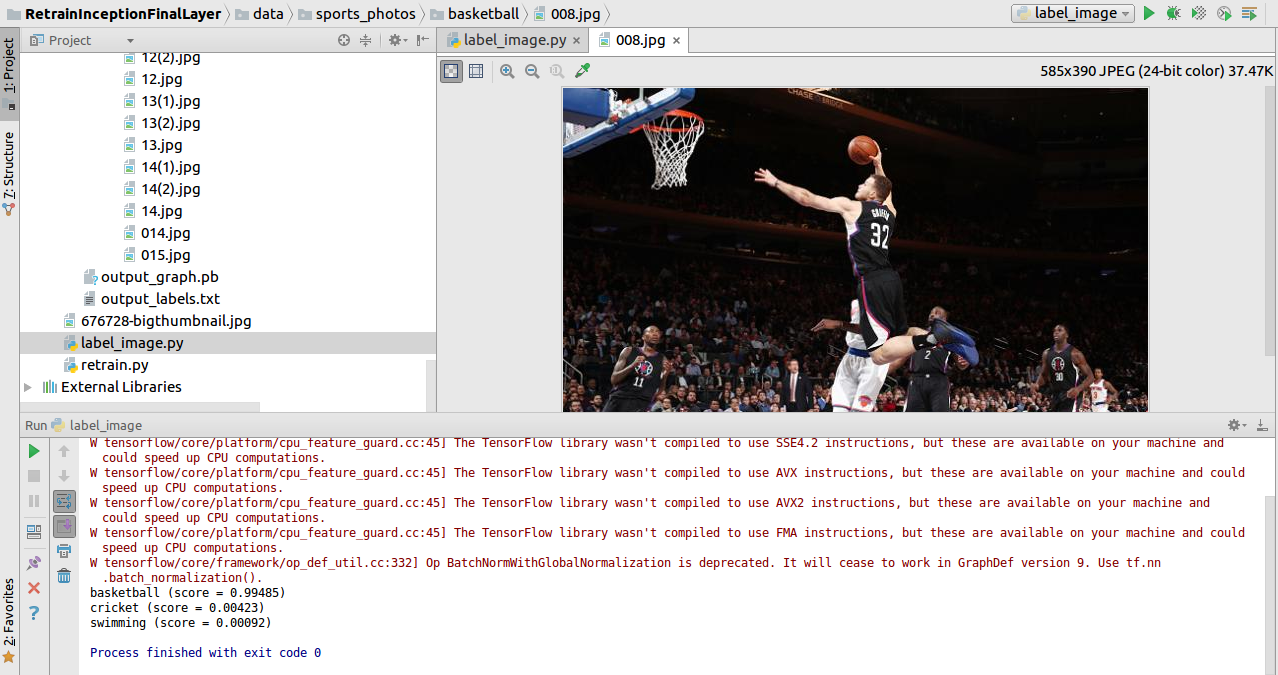 RetrainInceptionFinalLayer data sports_photos basketball 008.jpg label_image
1: Project
7: Structure
2: Favorites
Project
label_image.py 008.jpg
585x390 JPEG (24-bit color) 37.47K
12(2).jpg
12.jpg
13(1).jpg
13(2).jpg
13.jpg
14(1).jpg
14(2).jpg
14.jpg
014.jpg
015.jpg
output_graph.pb
output_labels.txt
676728-bigthumbnail.jpg
label_image.py
retrain.py
External Libraries
CHASE BRIDGE
GRIFFIN
32
11
2
30
3
Run label_image
W tensorflow/core/platform/cpu_feature_guard.cc:45] The TensorFlow library wasn't compiled to use SSE4.2 instructions, but these are available on your machine and
could speed up CPU computations.
W tensorflow/core/platform/cpu_feature_guard.cc:45] The TensorFlow library wasn't compiled to use AVX instructions, but these are available on your machine and could
speed up CPU computations.
W tensorflow/core/platform/cpu_feature_guard.cc:45] The TensorFlow library wasn't compiled to use AVX2 instructions, but these are available on your machine and
could speed up CPU computations.
W tensorflow/core/platform/cpu_feature_guard.cc:45] The TensorFlow library wasn't compiled to use FMA instructions, but these are available on your machine and could
speed up CPU computations.
W tensorflow/core/framework/op_def_util.cc:332] Op BatchNormWithGlobalNormalization is deprecated. It will cease to work in GraphDef version 9. Use tf.nn
.batch_normalization().
basketball (score = 0.99485)
cricket (score = 0.00423)
swimming (score = 0.00092)
Process finished with exit code 0